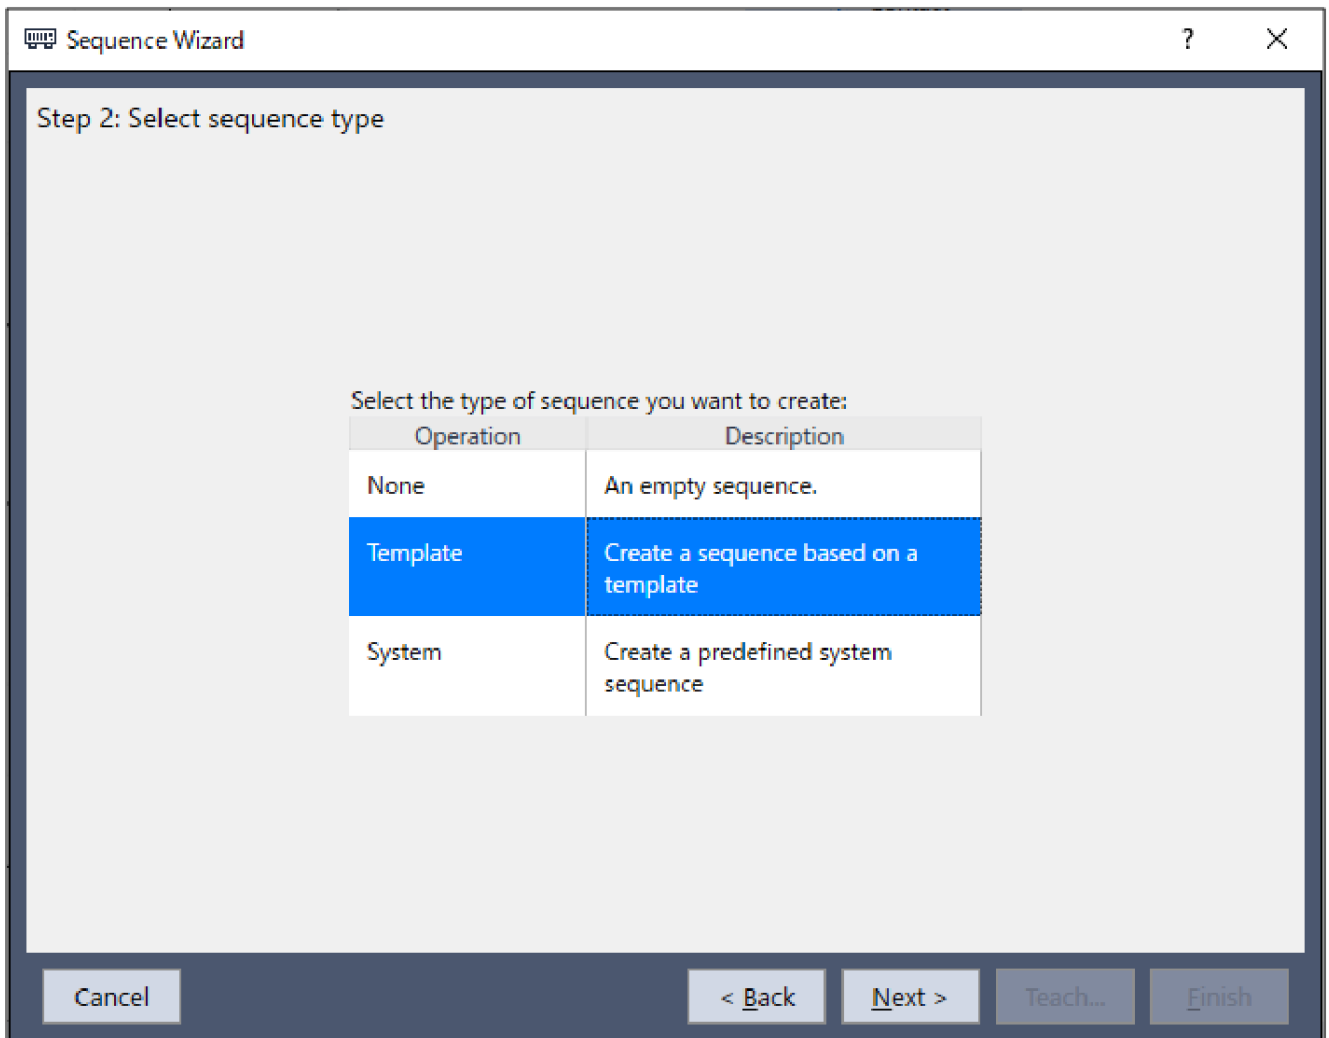 Sequence Wizard
?
Step 2: Select sequence type
Select the type of sequence you want to create:
Operation Description
None An empty sequence.
Template Create a sequence based on a
template
System Create a predefined system
sequence
Cancel < Back Next > Teach... Finish